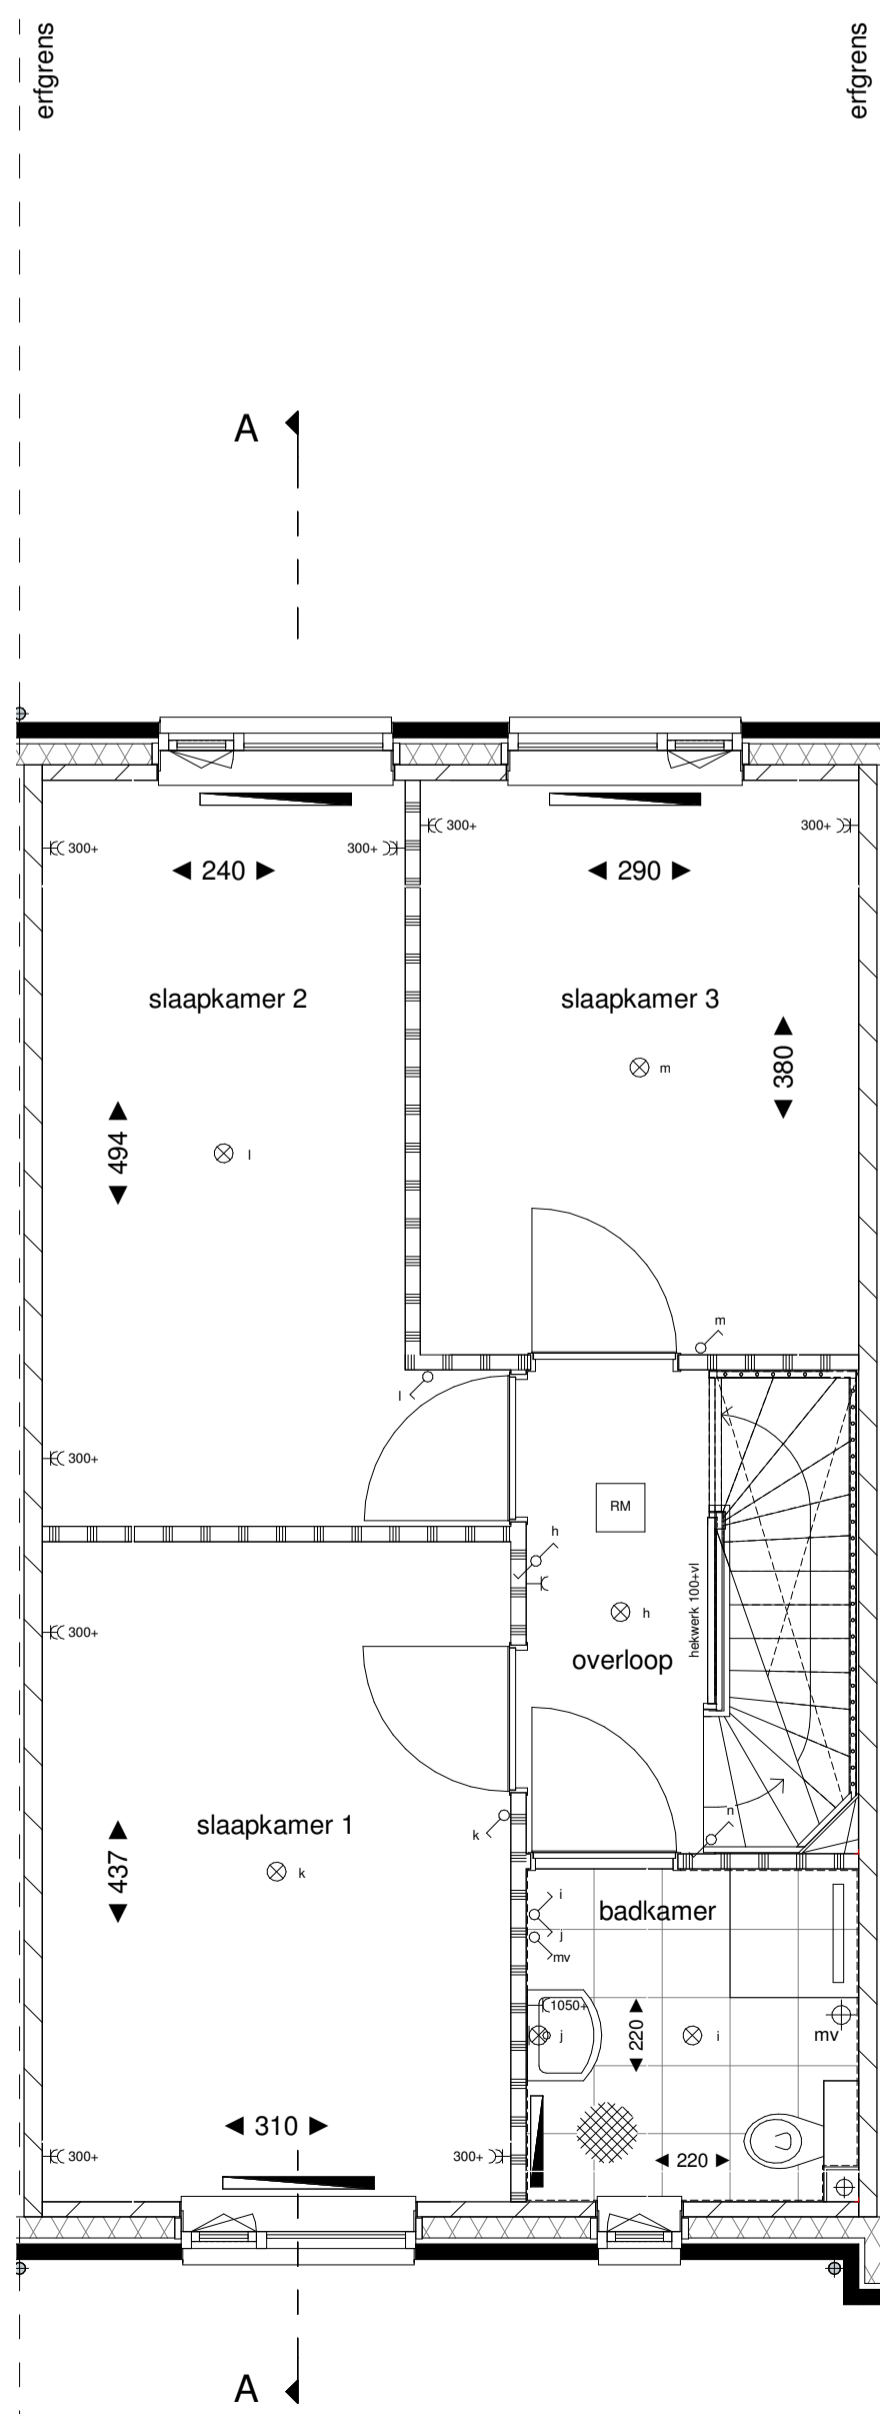 erfgrens
erfgrens
A
300+
300+
300+
300+
240
290
slaapkamer 2
slaapkamer 3
m
380
494
l
m
l
300+
RM
h
hekwerk 100+vl
h
300+
overloop
n
slaapkamer 1
k
437
k
i
badkamer
j
mv
1050+
j
220
i
mv
310
300+
300+
220
A